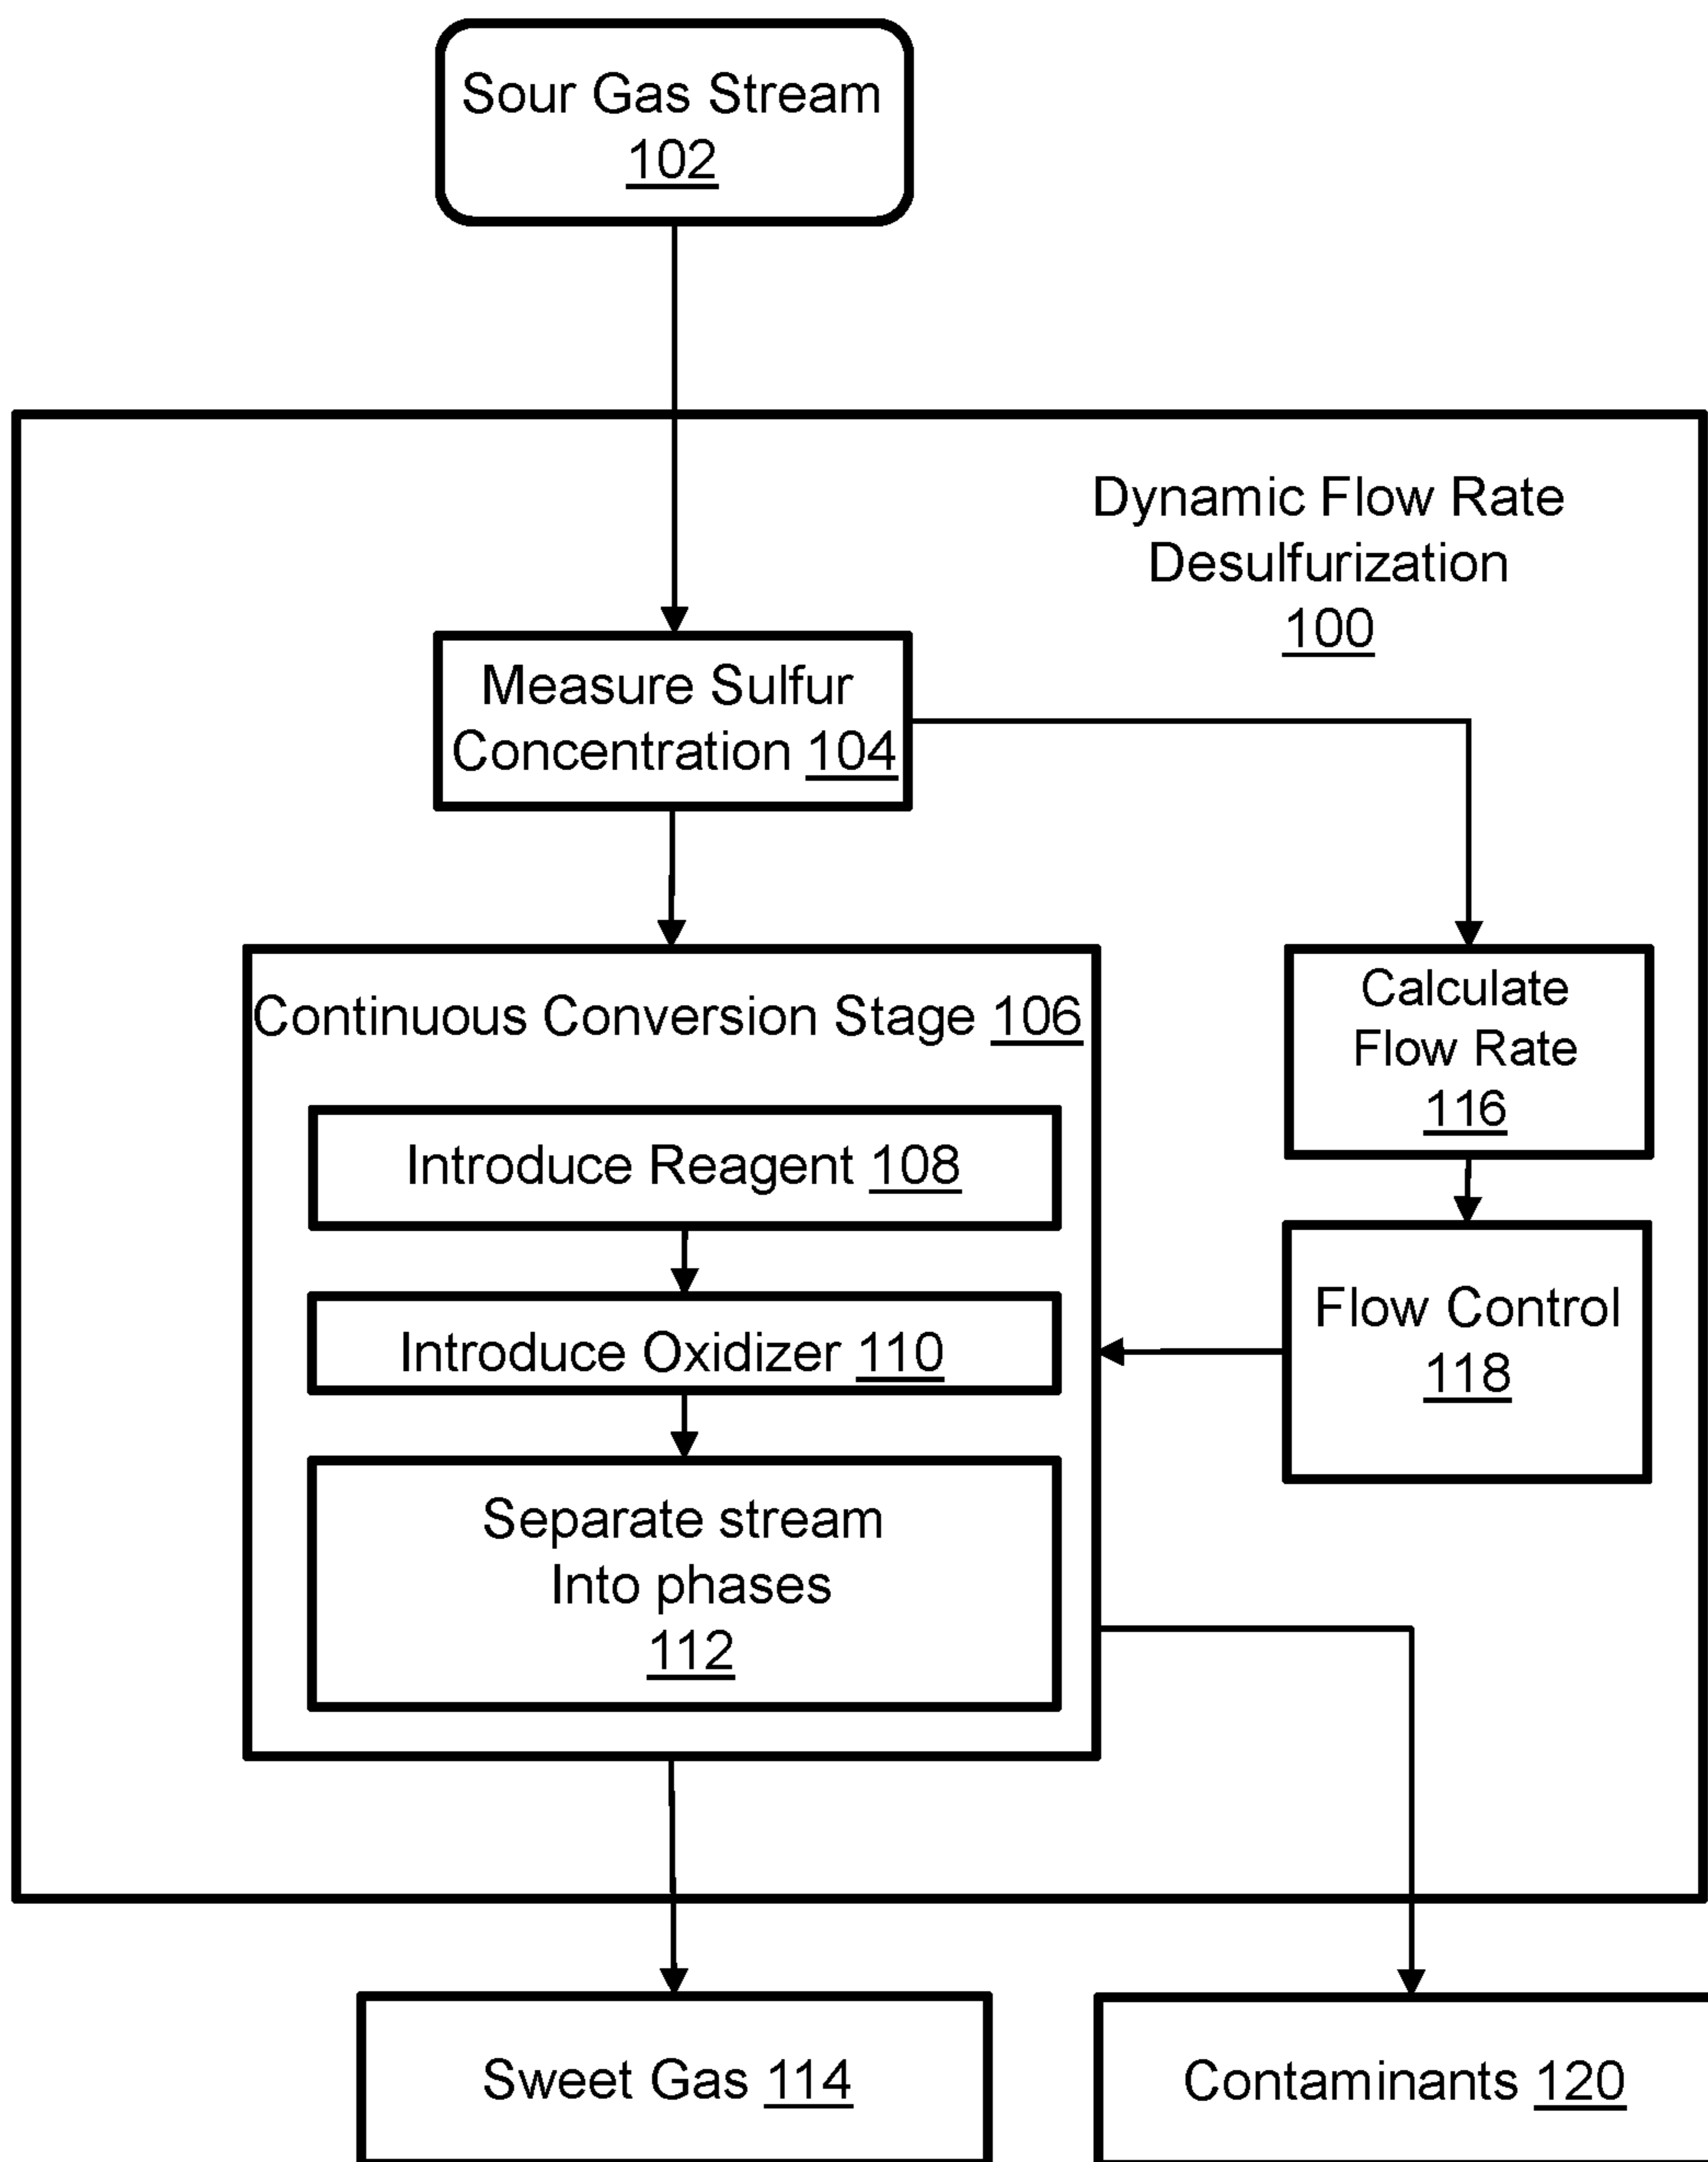 Sour Gas Stream
102
Dynamic Flow Rate
Desulfurization
100
Measure Sulfur
Concentration 104
Continuous Conversion Stage 106
Introduce Reagent 108
Introduce Oxidizer 110
Separate stream
Into phases
112
Calculate
Flow Rate
116
Flow Control
118
Sweet Gas 114
Contaminants 120